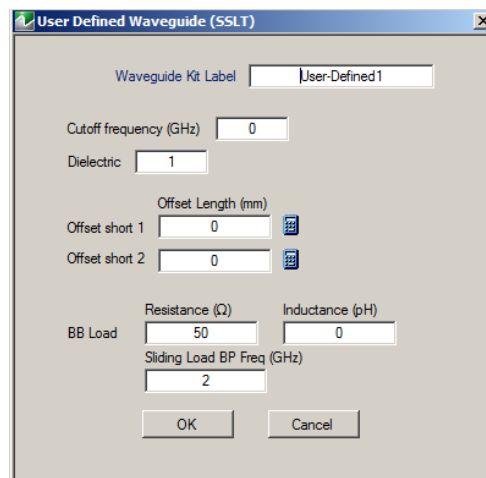 User Defined Waveguide (SSLT)
Waveguide Kit Label User-Defined1
Cutoff frequency (GHz) 0
Dielectric 1
Offset Length (mm)
Offset short 1 0
Offset short 2 0
Resistance (Ω) Inductance (pH)
BB Load 50 0
Sliding Load BP Freq (GHz)
2
OK Cancel